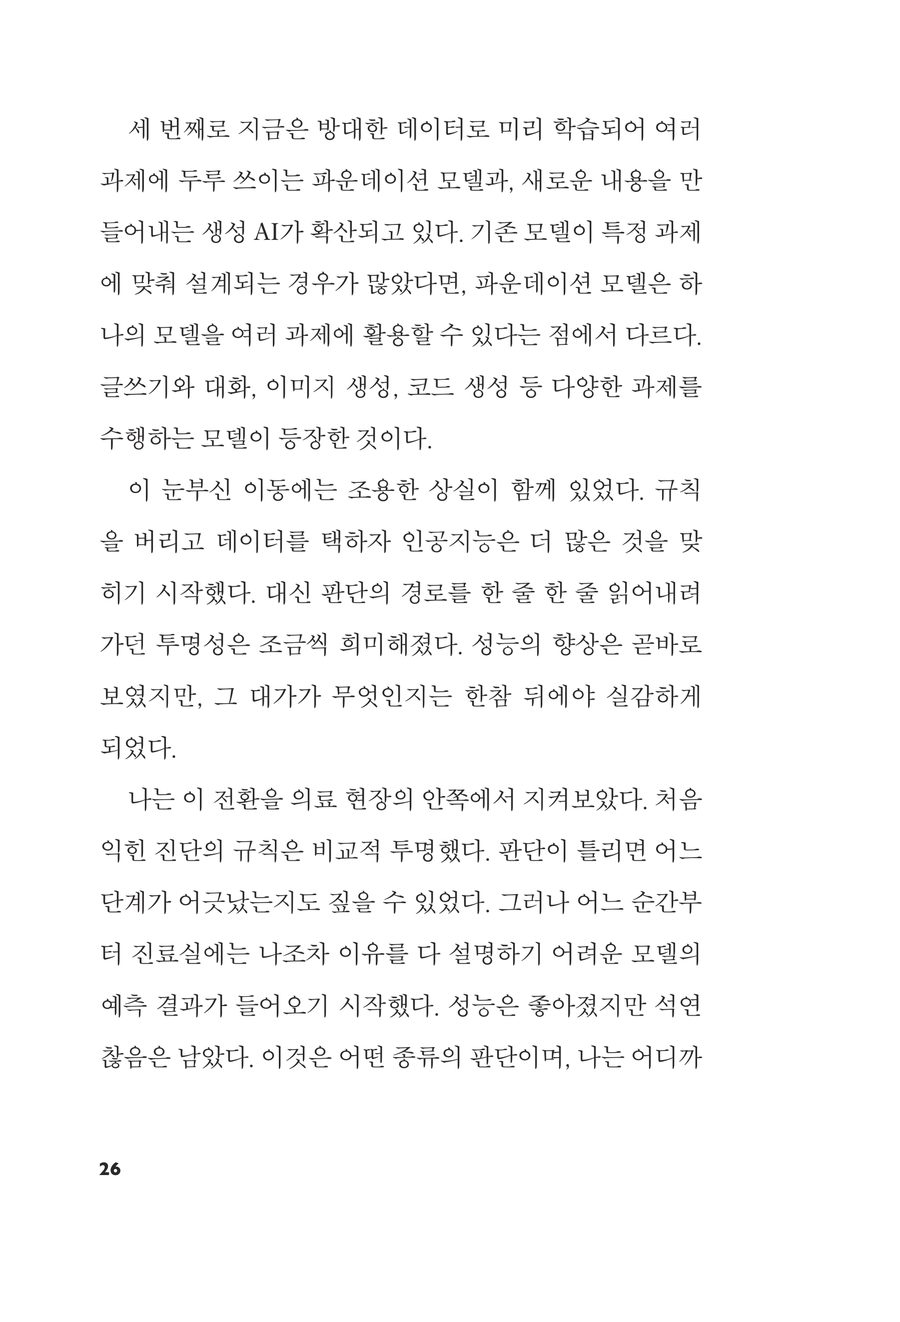 세 번째로 지금은 방대한 데이터로 미리 학습되어 여러
과제에 두루 쓰이는 파운데이션 모델과, 새로운 내용을 만
들어내는 생성 AI가 확산되고 있다. 기존 모델이 특정 과제
에 맞춰 설계되는 경우가 많았다면, 파운데이션 모델은 하
나의 모델을 여러 과제에 활용할 수 있다는 점에서 다르다.
글쓰기와 대화, 이미지 생성, 코드 생성 등 다양한 과제를
수행하는 모델이 등장한 것이다.
이 눈부신 이동에는 조용한 상실이 함께 있었다. 규칙
을 버리고 데이터를 택하자 인공지능은 더 많은 것을 맞
히기 시작했다. 대신 판단의 경로를 한 줄 한 줄 읽어내려
가던 투명성은 조금씩 희미해졌다. 성능의 향상은 곧바로
보였지만, 그 대가가 무엇인지는 한참 뒤에야 실감하게
되었다.
나는 이 전환을 의료 현장의 안쪽에서 지켜보았다. 처음
익힌 진단의 규칙은 비교적 투명했다. 판단이 틀리면 어느
단계가 어긋났는지도 짚을 수 있었다. 그러나 어느 순간부
터 진료실에는 나조차 이유를 다 설명하기 어려운 모델의
예측 결과가 들어오기 시작했다. 성능은 좋아졌지만 석연
찮음은 남았다. 이것은 어떤 종류의 판단이며, 나는 어디까
26